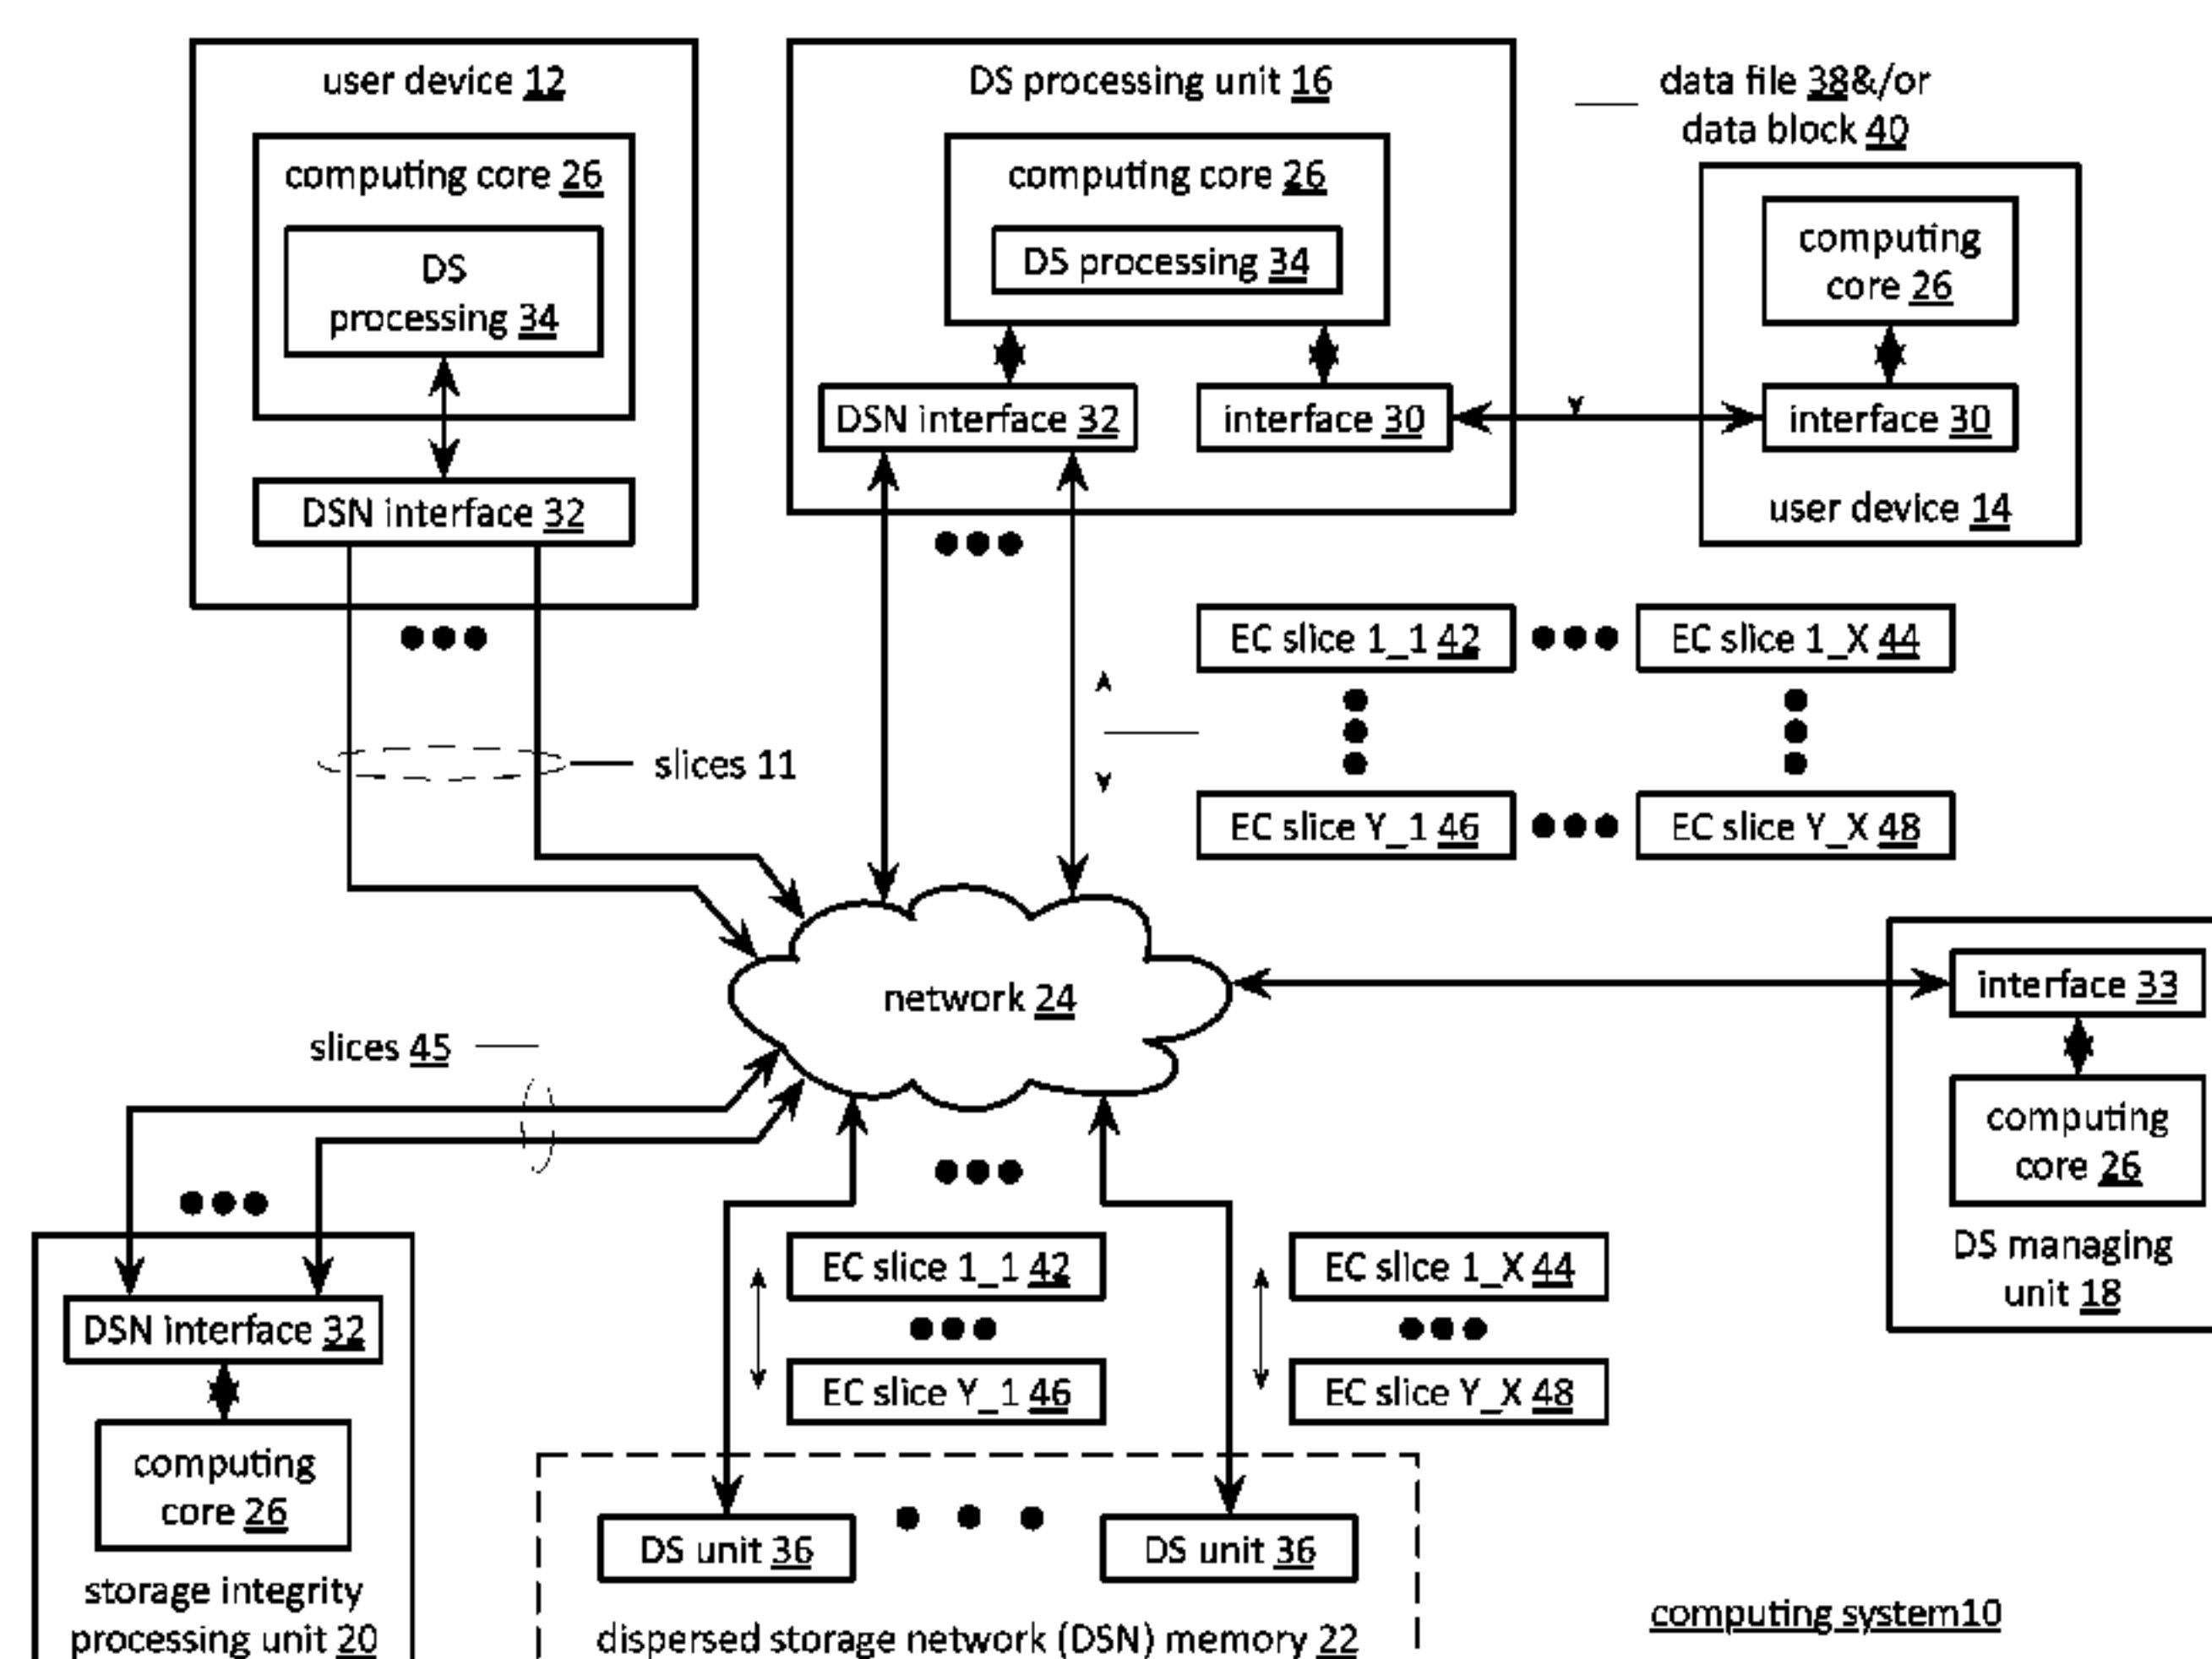 user device 12
computing core 26
DS
processing 34
DSN interface 32
slices 11
DS processing unit 16
computing core 26
DS processing 34
DSN interface 32
interface 30
data file 38&/or
data block 40
computing
core 26
interface 30
user device 14
EC slice 1_1 42
EC slice 1_X 44
EC slice Y_1 46
EC slice Y_X 48
network 24
interface 33
computing
core 26
DS managing
unit 18
slices 45
DSN interface 32
computing
core 26
storage integrity
processing unit 20
EC slice 1_1 42
EC slice Y_1 46
EC slice 1_X 44
EC slice Y_X 48
DS unit 36
DS unit 36
dispersed storage network (DSN) memory 22
computing system10